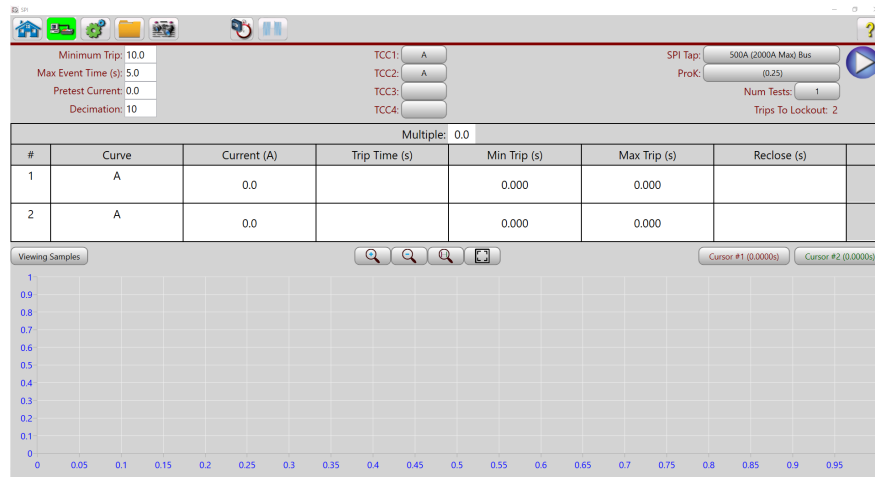 SPI
?
Minimum Trip: 10.0 TCC1: A SPI Tap: 500A (2000A Max) Bus
Max Event Time (s): 5.0 TCC2: A ProK: (0.25)
Pretest Current: 0.0 TCC3: Num Tests: 1
Decimation: 10 TCC4: Trips To Lockout: 2
Multiple: 0.0
# Curve Current (A) Trip Time (s) Min Trip (s) Max Trip (s) Reclose (s)
1 A 0.0 0.000 0.000
2 A 0.0 0.000 0.000
Viewing Samples Cursor #1 (0.0000s) Cursor #2 (0.0000s)
1
0.9
0.8
0.7
0.6
0.5
0.4
0.3
0.2
0.1
0
0 0.05 0.1 0.15 0.2 0.25 0.3 0.35 0.4 0.45 0.5 0.55 0.6 0.65 0.7 0.75 0.8 0.85 0.9 0.95